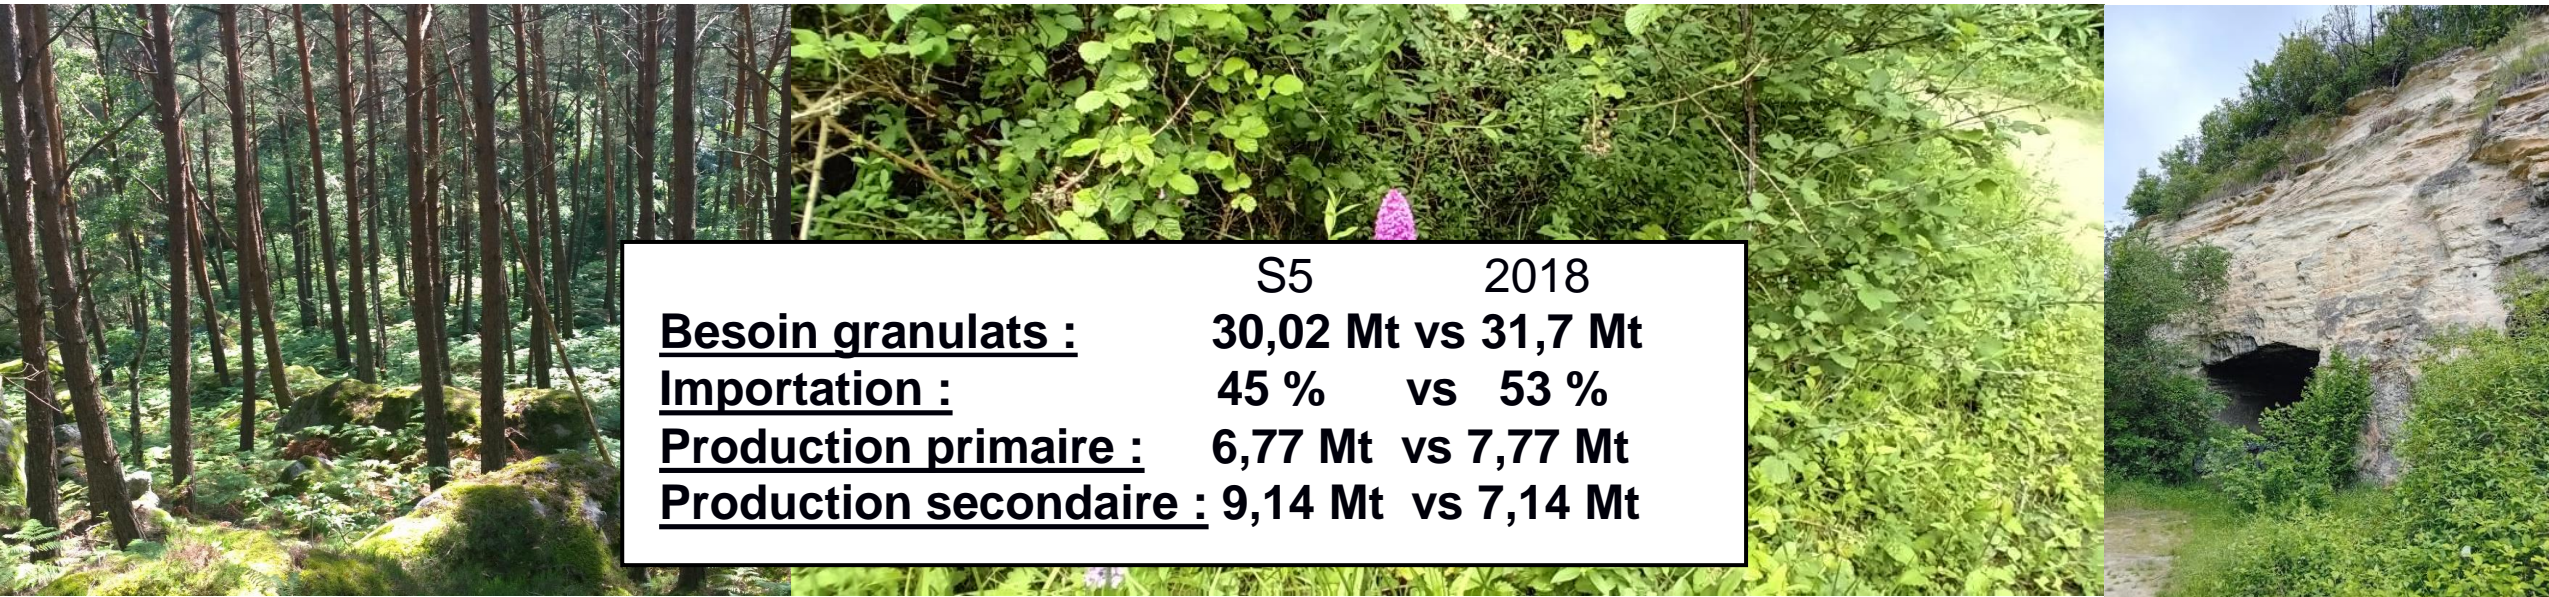 S5 2018
Besoin granulats : 30,02 Mt vs 31,7 Mt
Importation : 45 % vs 53 %
Production primaire : 6,77 Mt vs 7,77 Mt
Production secondaire : 9,14 Mt vs 7,14 Mt